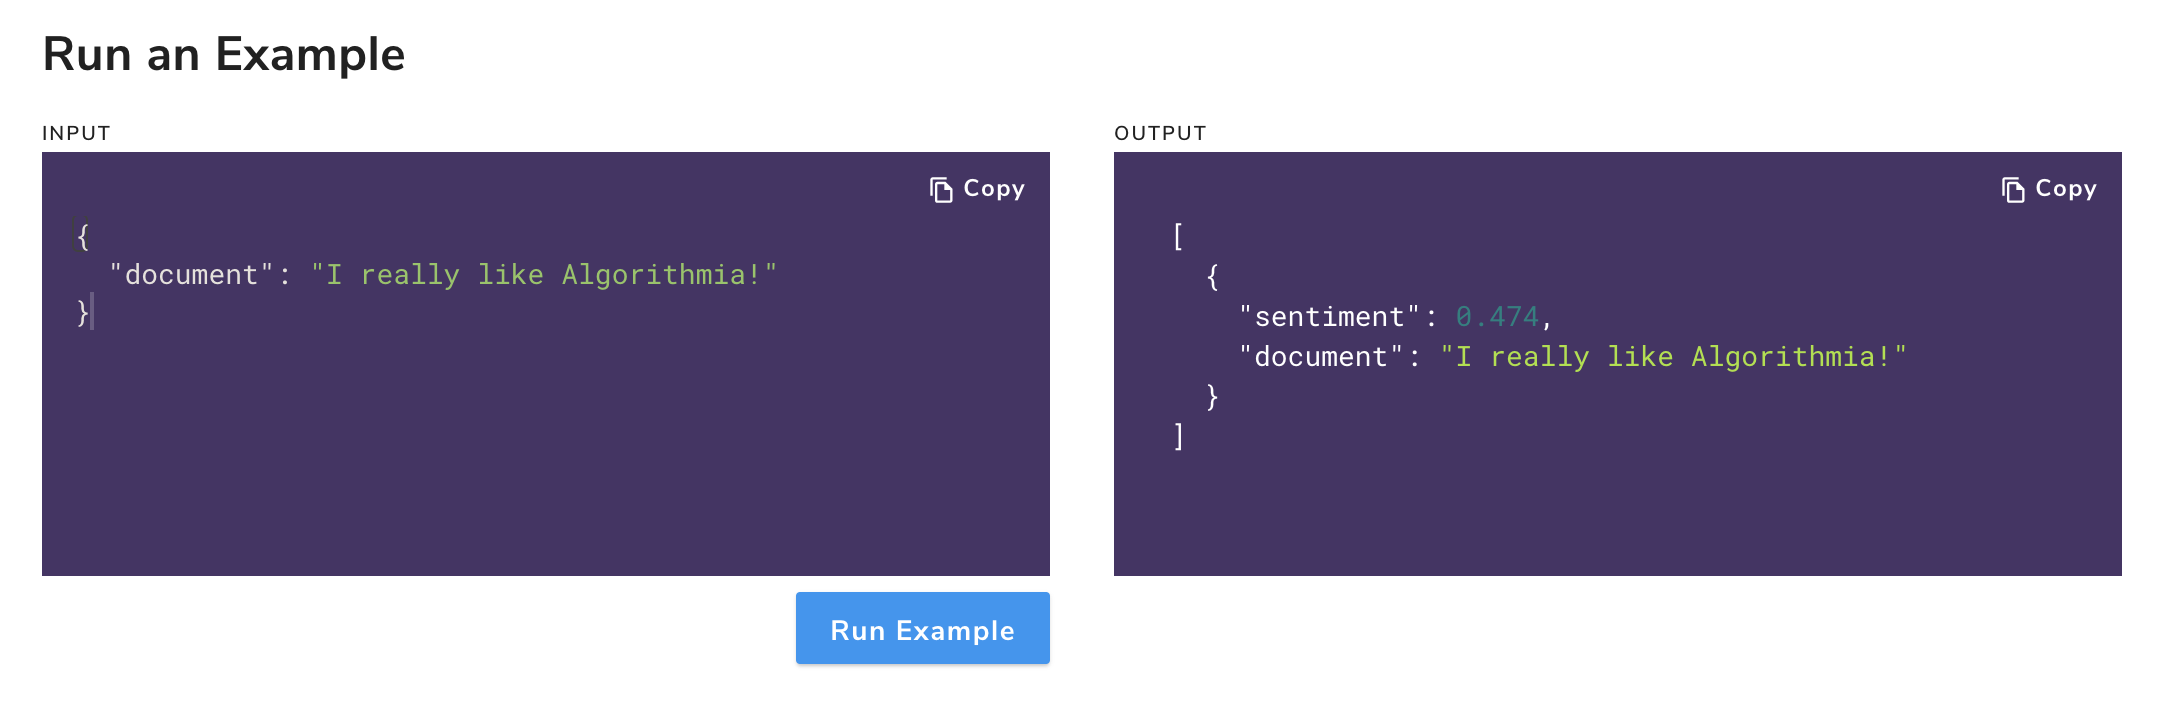 Run an Example
INPUT
Copy
{
"document": "I really like Algorithmia!"
}
Run Example
OUTPUT
Copy
[
{
"sentiment": 0.474,
"document": "I really like Algorithmia!"
}
]